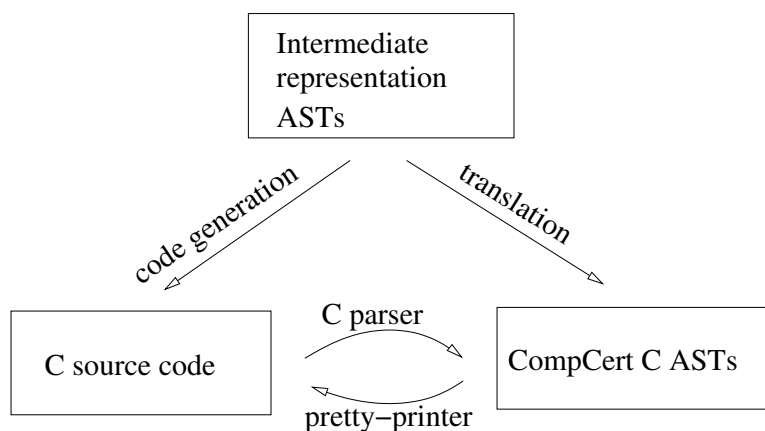 Intermediate
representation
ASTs
code generation
translation
C parser
C source code
CompCert C ASTs
pretty−printer